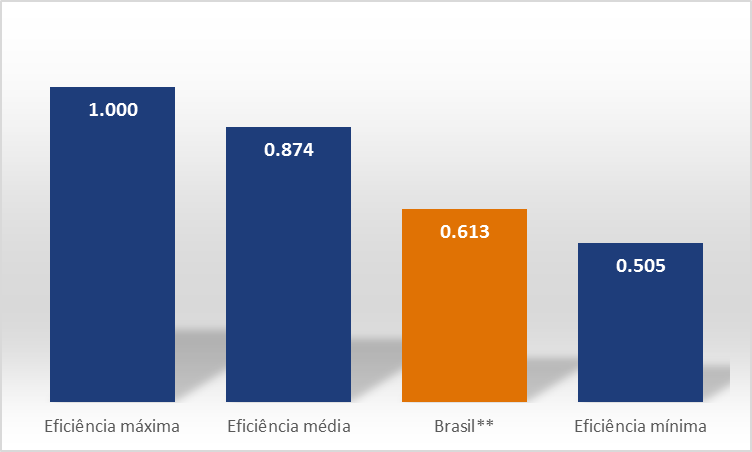 1.000
0.874
0.613
0.505
Eficiência máxima
Eficiência média
Brasil**
Eficiência mínima